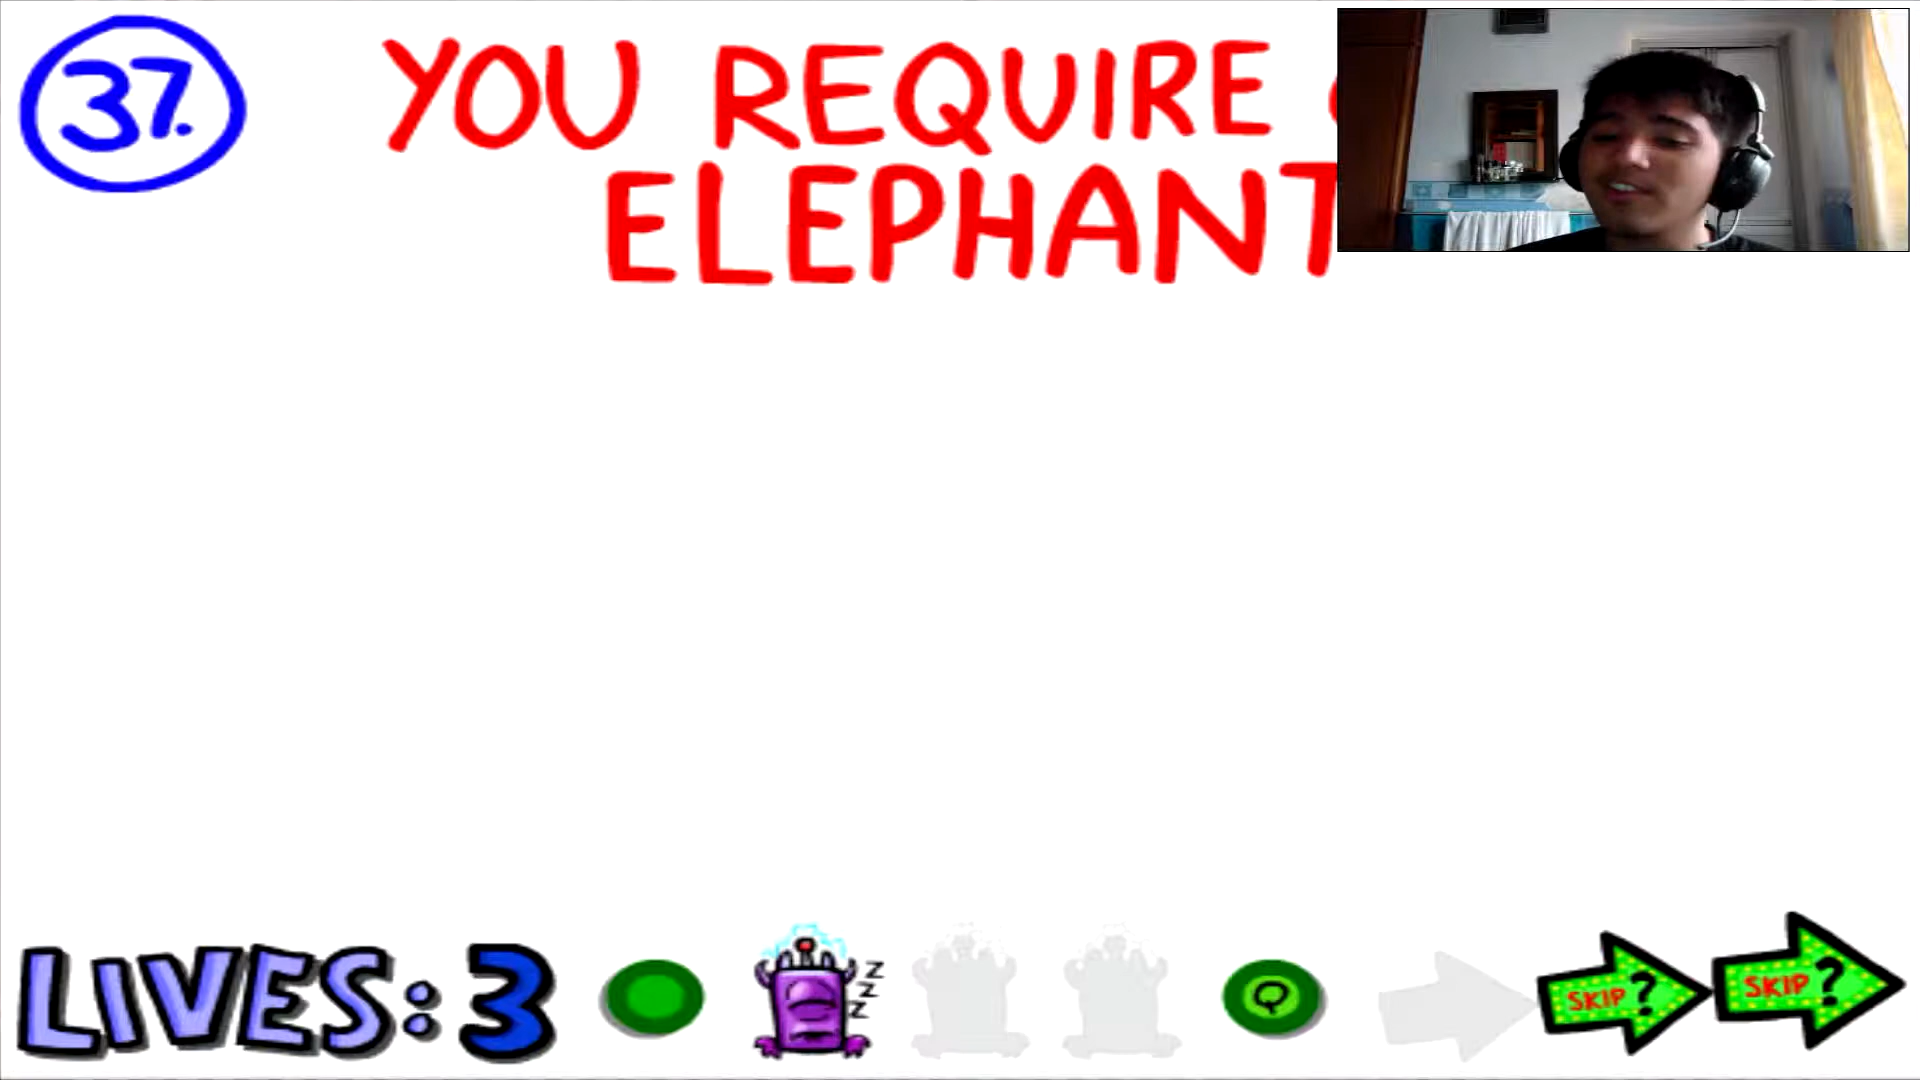 37.
YOU REQUIRE
ELEPHANT
LIVES: 3
z
z
z
Q
SKIP?
SKIP?